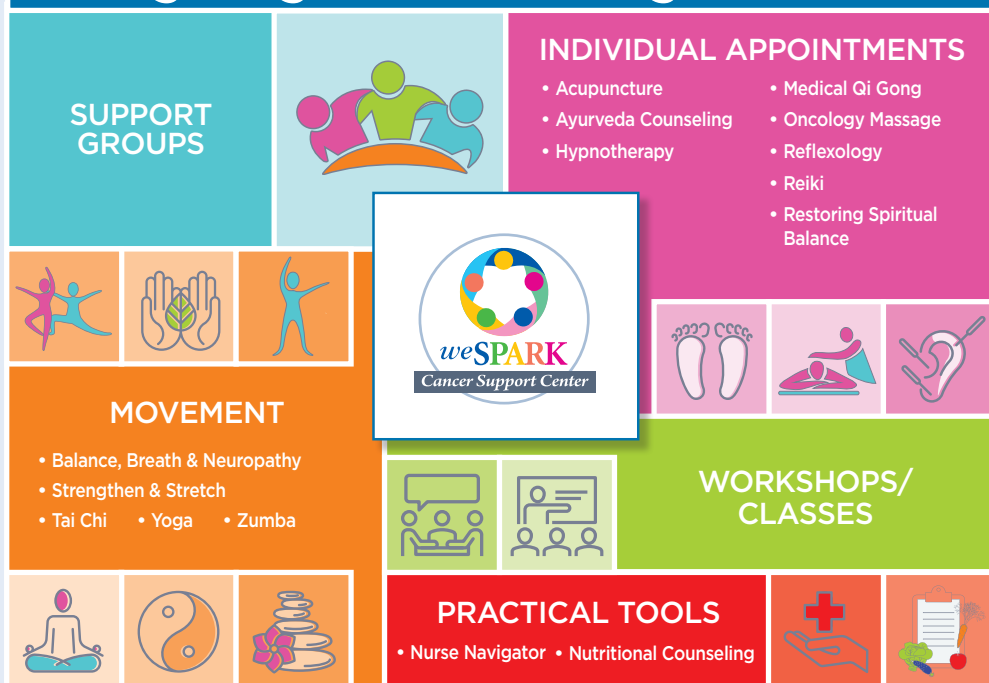 SUPPORT
GROUPS
INDIVIDUAL APPOINTMENTS
• Acupuncture
• Ayurveda Counseling
• Hypnotherapy
• Medical Qi Gong
• Oncology Massage
• Reflexology
• Reiki
• Restoring Spiritual
Balance
weSPARK
Cancer Support Center
MOVEMENT
• Balance, Breath & Neuropathy
• Strengthen & Stretch
• Tai Chi • Yoga • Zumba
WORKSHOPS/
CLASSES
PRACTICAL TOOLS
• Nurse Navigator • Nutritional Counseling